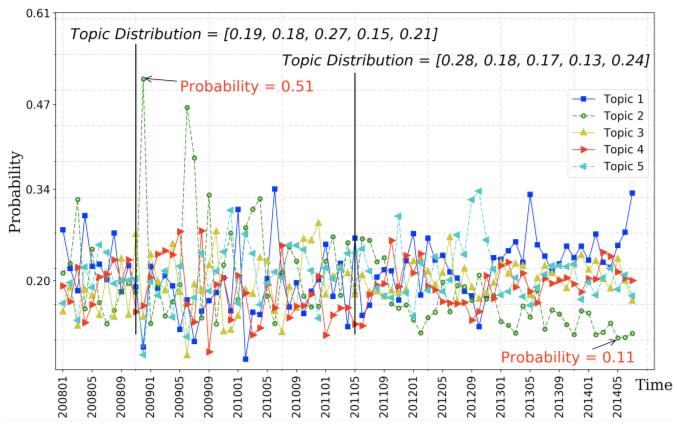 0.61
Topic Distribution = [0.19, 0.18, 0.27, 0.15, 0.21]
Topic Distribution = [0.28, 0.18, 0.17, 0.13, 0.24]
Probability = 0.51
Topic 1
Topic 2
Topic 3
Topic 4
Topic 5
0.47
0.34
0.20
Probability
Probability = 0.11
Time
200801
200805
200809
200901
200905
200909
201001
201005
201009
201101
201105
201109
201201
201205
201209
201301
201305
201309
201401
201405